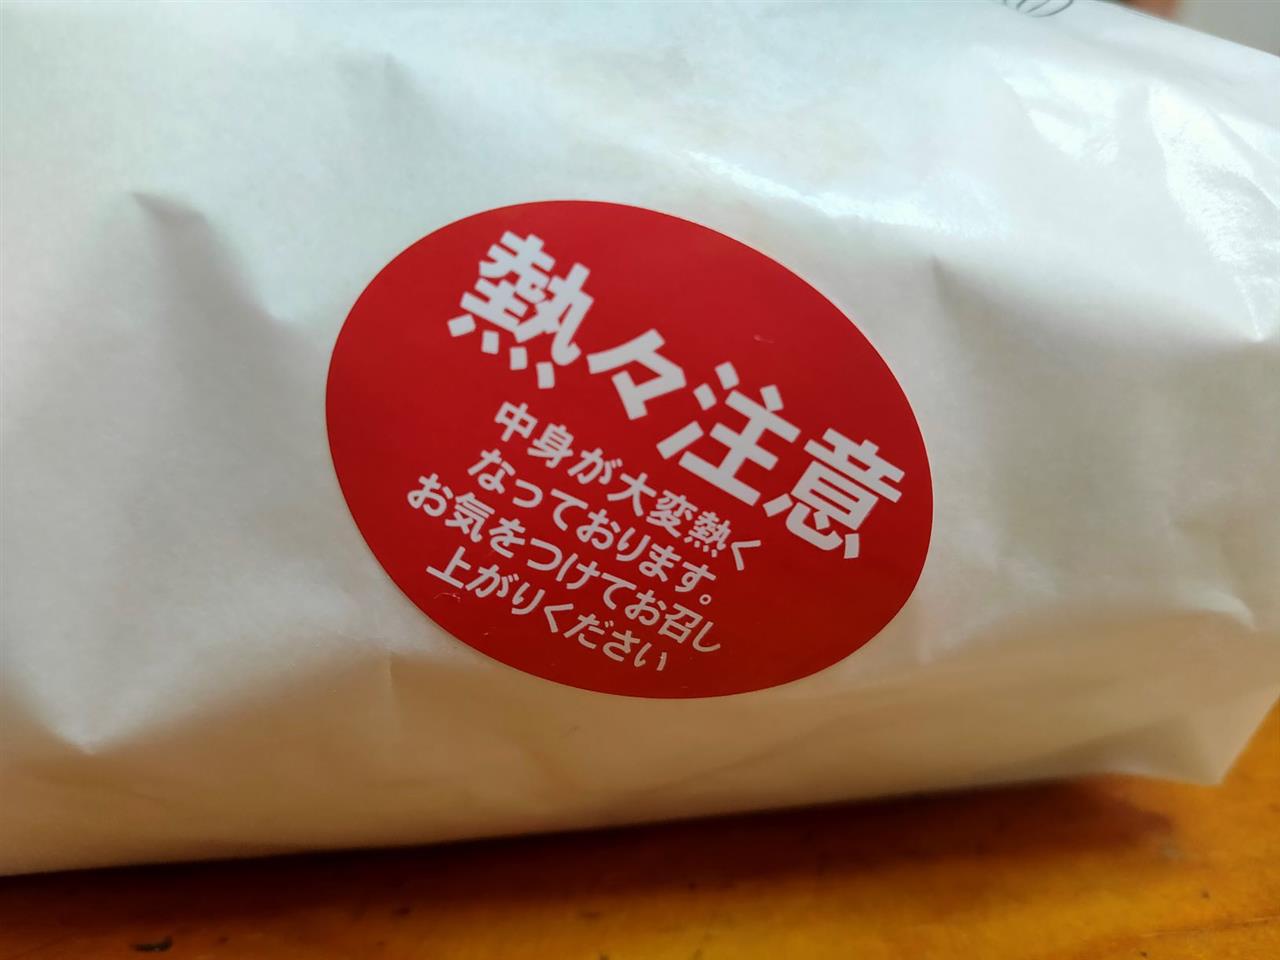 熱々注意
中身が大変熱く
なっております。
お気をつけてお召し
上がりください